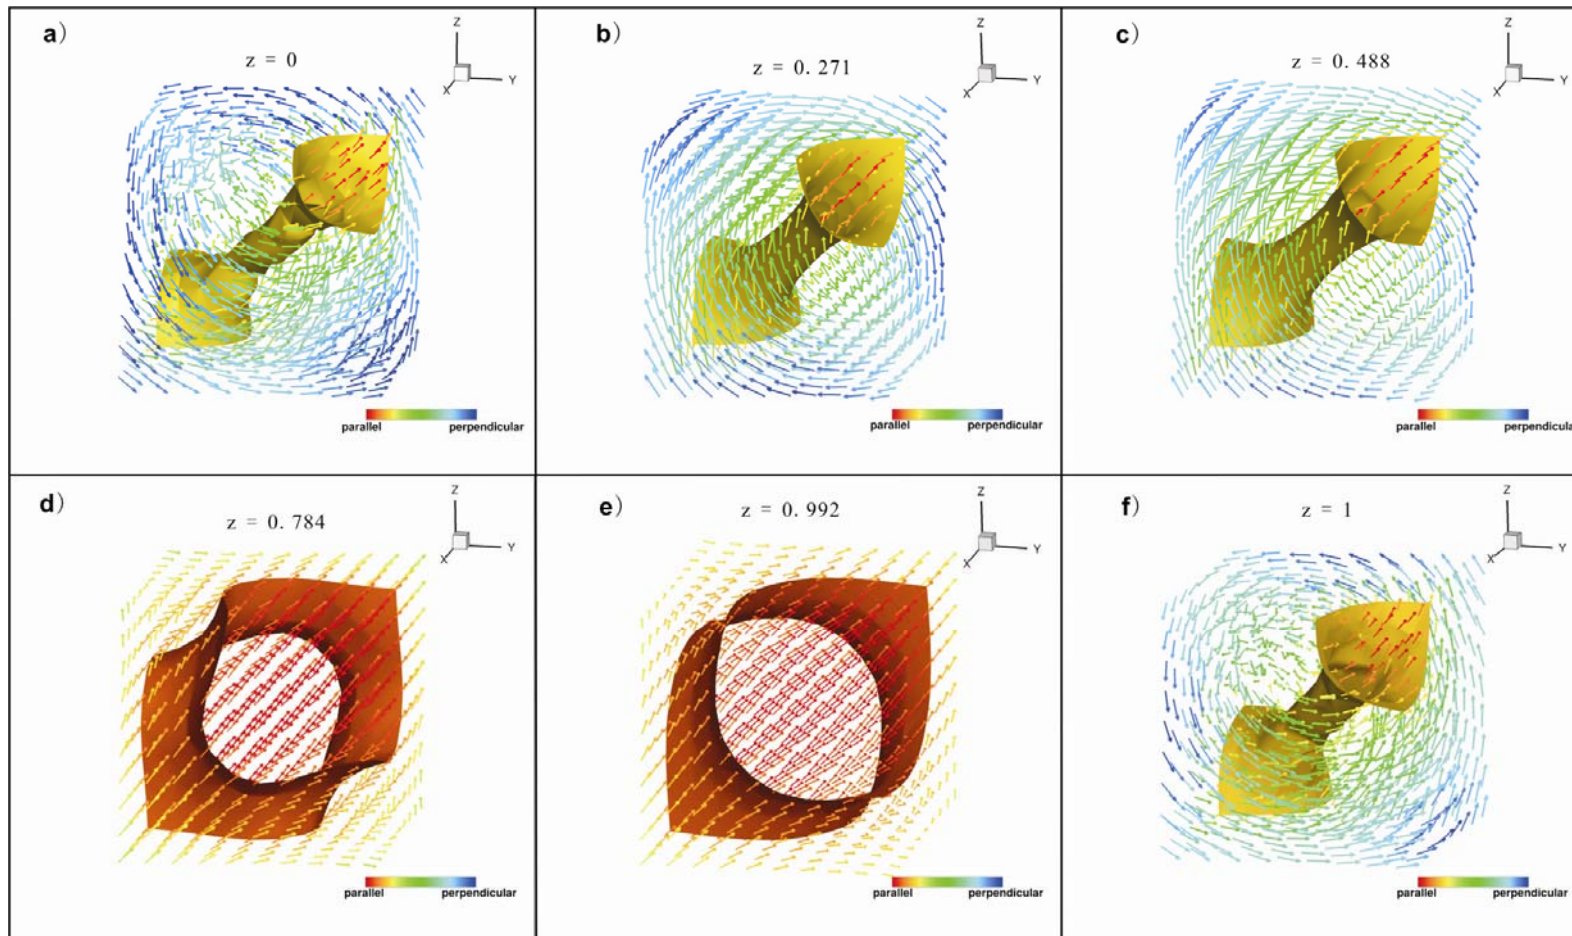 a)
z = 0
Z
Y
X
parallel perpendicular
b)
z = 0.271
Z
Y
X
parallel perpendicular
c)
z = 0.488
Z
Y
X
parallel perpendicular
d)
z = 0.784
Z
Y
X
parallel perpendicular
e)
z = 0.992
Z
Y
X
parallel perpendicular
f)
z = 1
Z
Y
X
parallel perpendicular